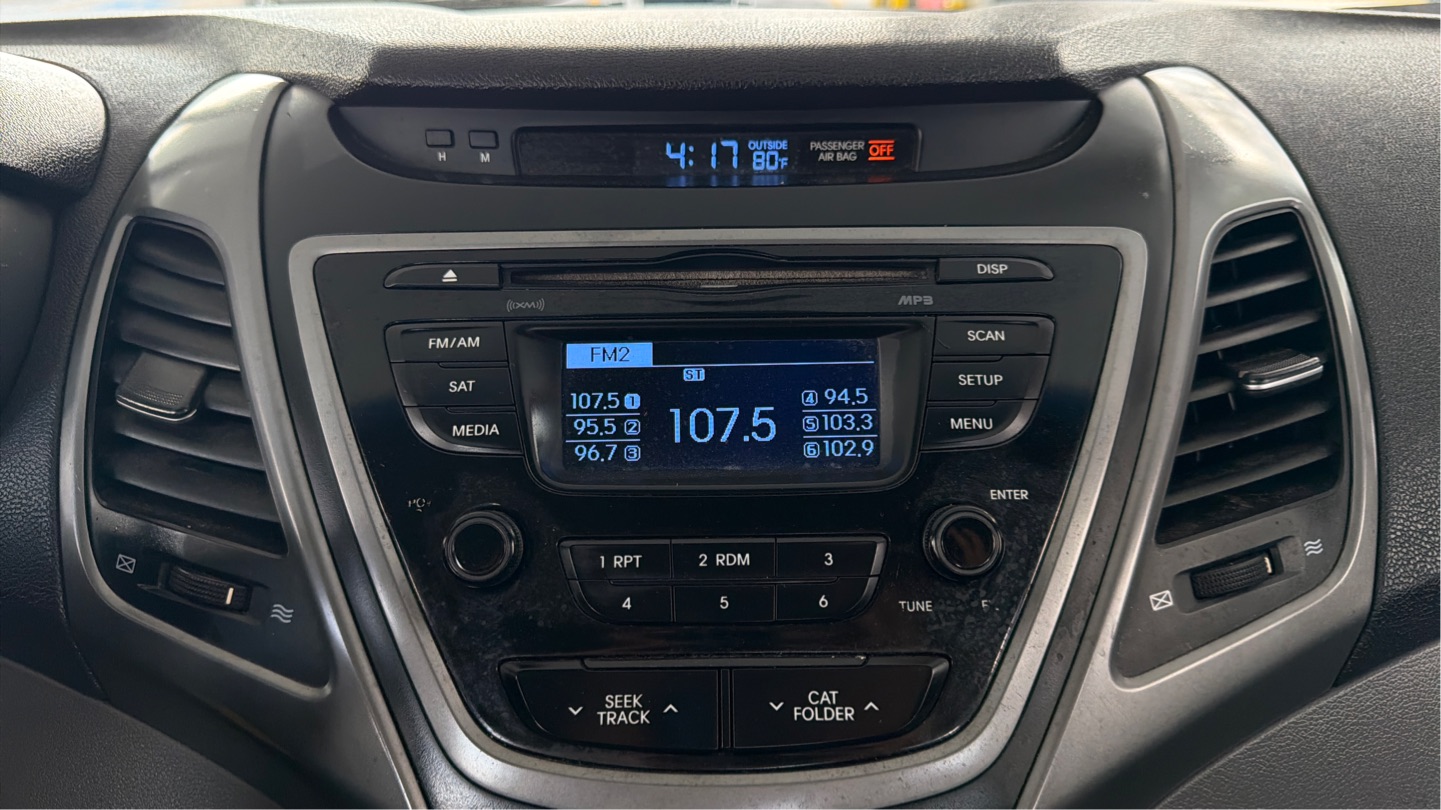 4:17 OUTSIDE 80°F PASSENGER AIR BAG OFF
H M
DISP
((XM)) MP3
FM/AM
SAT
MEDIA
FM2
ST
107.5 1
95.5 2
96.7 3
107.5
4 94.5
5 103.3
6 102.9
SCAN
SETUP
MENU
ENTER
1 RPT 2 RDM 3
4 5 6
TUNE
SEEK
TRACK
CAT
FOLDER